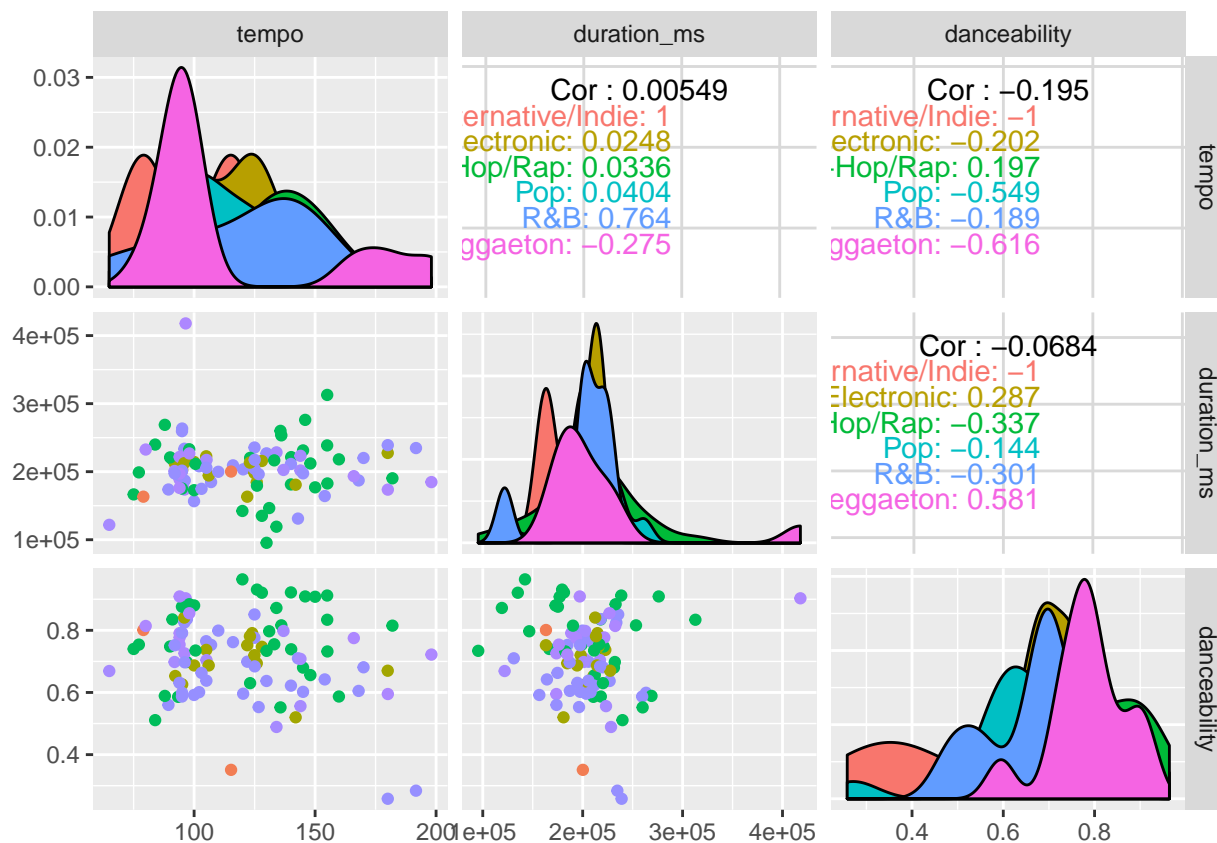 tempo
duration_ms
danceability
0.03
0.02
0.01
0.00
Cor : 0.00549
ernative/Indie: 1
ectronic: 0.0248
Hop/Rap: 0.0336
Pop: 0.0404
R&B: 0.764
ggaeton: −0.275
Cor : −0.195
rnative/Indie: −1
ectronic: −0.202
-Hop/Rap: 0.197
Pop: −0.549
R&B: −0.189
eggaeton: −0.616
tempo
4e+05
3e+05
2e+05
1e+05
Cor : −0.0684
rnative/Indie: −1
Electronic: 0.287
Hop/Rap: −0.337
Pop: −0.144
R&B: −0.301
eggaeton: 0.581
duration_ms
0.8
0.6
0.4
danceability
100
150
200
1e+05
2e+05
3e+05
4e+05
0.4
0.6
0.8